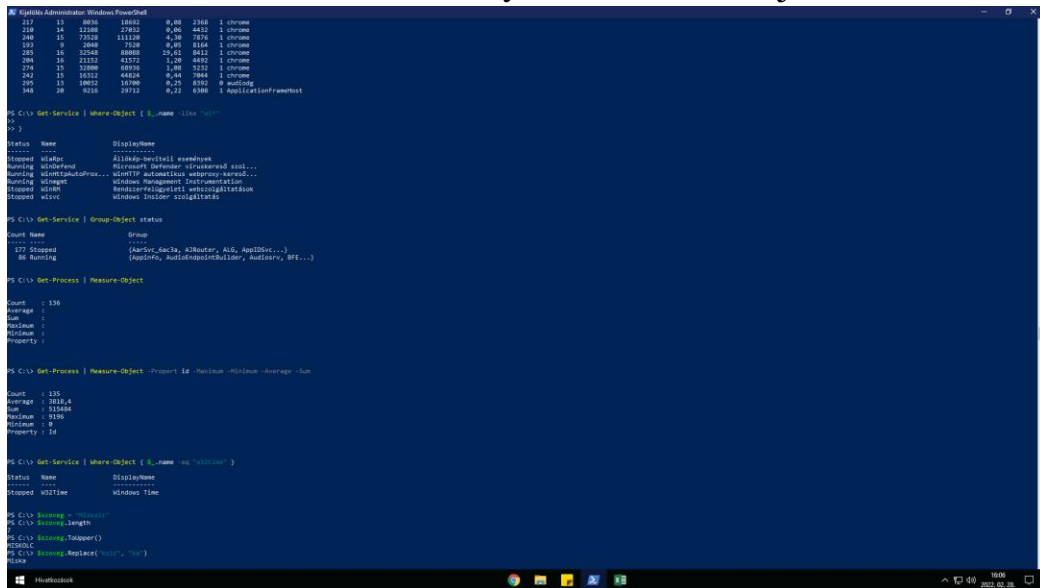 Kijelölés Administrator: Windows PowerShell
217 13 8036 18692 0,08 2368 1 chrome
210 14 12108 27032 0,06 4432 1 chrome
240 15 73528 111120 4,30 7876 1 chrome
193 9 2040 7520 0,05 8164 1 chrome
285 16 32548 88088 19,61 8412 1 chrome
204 16 21152 41572 1,20 4492 1 chrome
274 15 32800 68936 1,08 5232 1 chrome
242 15 16312 44824 0,44 7044 1 chrome
295 13 10032 16700 0,25 8392 0 audiodg
348 20 9216 29712 0,22 6308 1 ApplicationFrameHost
PS C:\> Get-Service | Where-Object { $_.name -like "wi*"
>>
>> }
Status Name DisplayName
------ ---- -----------
Stopped WiaRpc Állókép-beviteli események
Running WinDefend Microsoft Defender víruskereső szol...
Running WinHttpAutoProx... WinHTTP automatikus webproxy-kereső...
Running Winmgmt Windows Management Instrumentation
Stopped WinRM Rendszerfelügyeleti webszolgáltatások
Stopped wisvc Windows Insider szolgáltatás
PS C:\> Get-Service | Group-Object status
Count Name Group
----- ---- -----
177 Stopped {AarSvc_6ac3a, AJRouter, ALG, AppIDSvc...}
86 Running {Appinfo, AudioEndpointBuilder, Audiosrv, BFE...}
PS C:\> Get-Process | Measure-Object
Count : 136
Average :
Sum :
Maximum :
Minimum :
Property :
PS C:\> Get-Process | Measure-Object -Propert id -Maximum -Minimum -Average -Sum
Count : 135
Average : 3818,4
Sum : 515484
Maximum : 9196
Minimum : 0
Property : Id
PS C:\> Get-Service | Where-Object { $_.name -eq "w32time" }
Status Name DisplayName
------ ---- -----------
Stopped W32Time Windows Time
PS C:\> $szoveg = "Miskolc"
PS C:\> $szoveg.length
7
PS C:\> $szoveg.ToUpper()
MISKOLC
PS C:\> $szoveg.Replace("kolc", "ka")
Miska
Hivatkozások
16:06
2022. 02. 28.